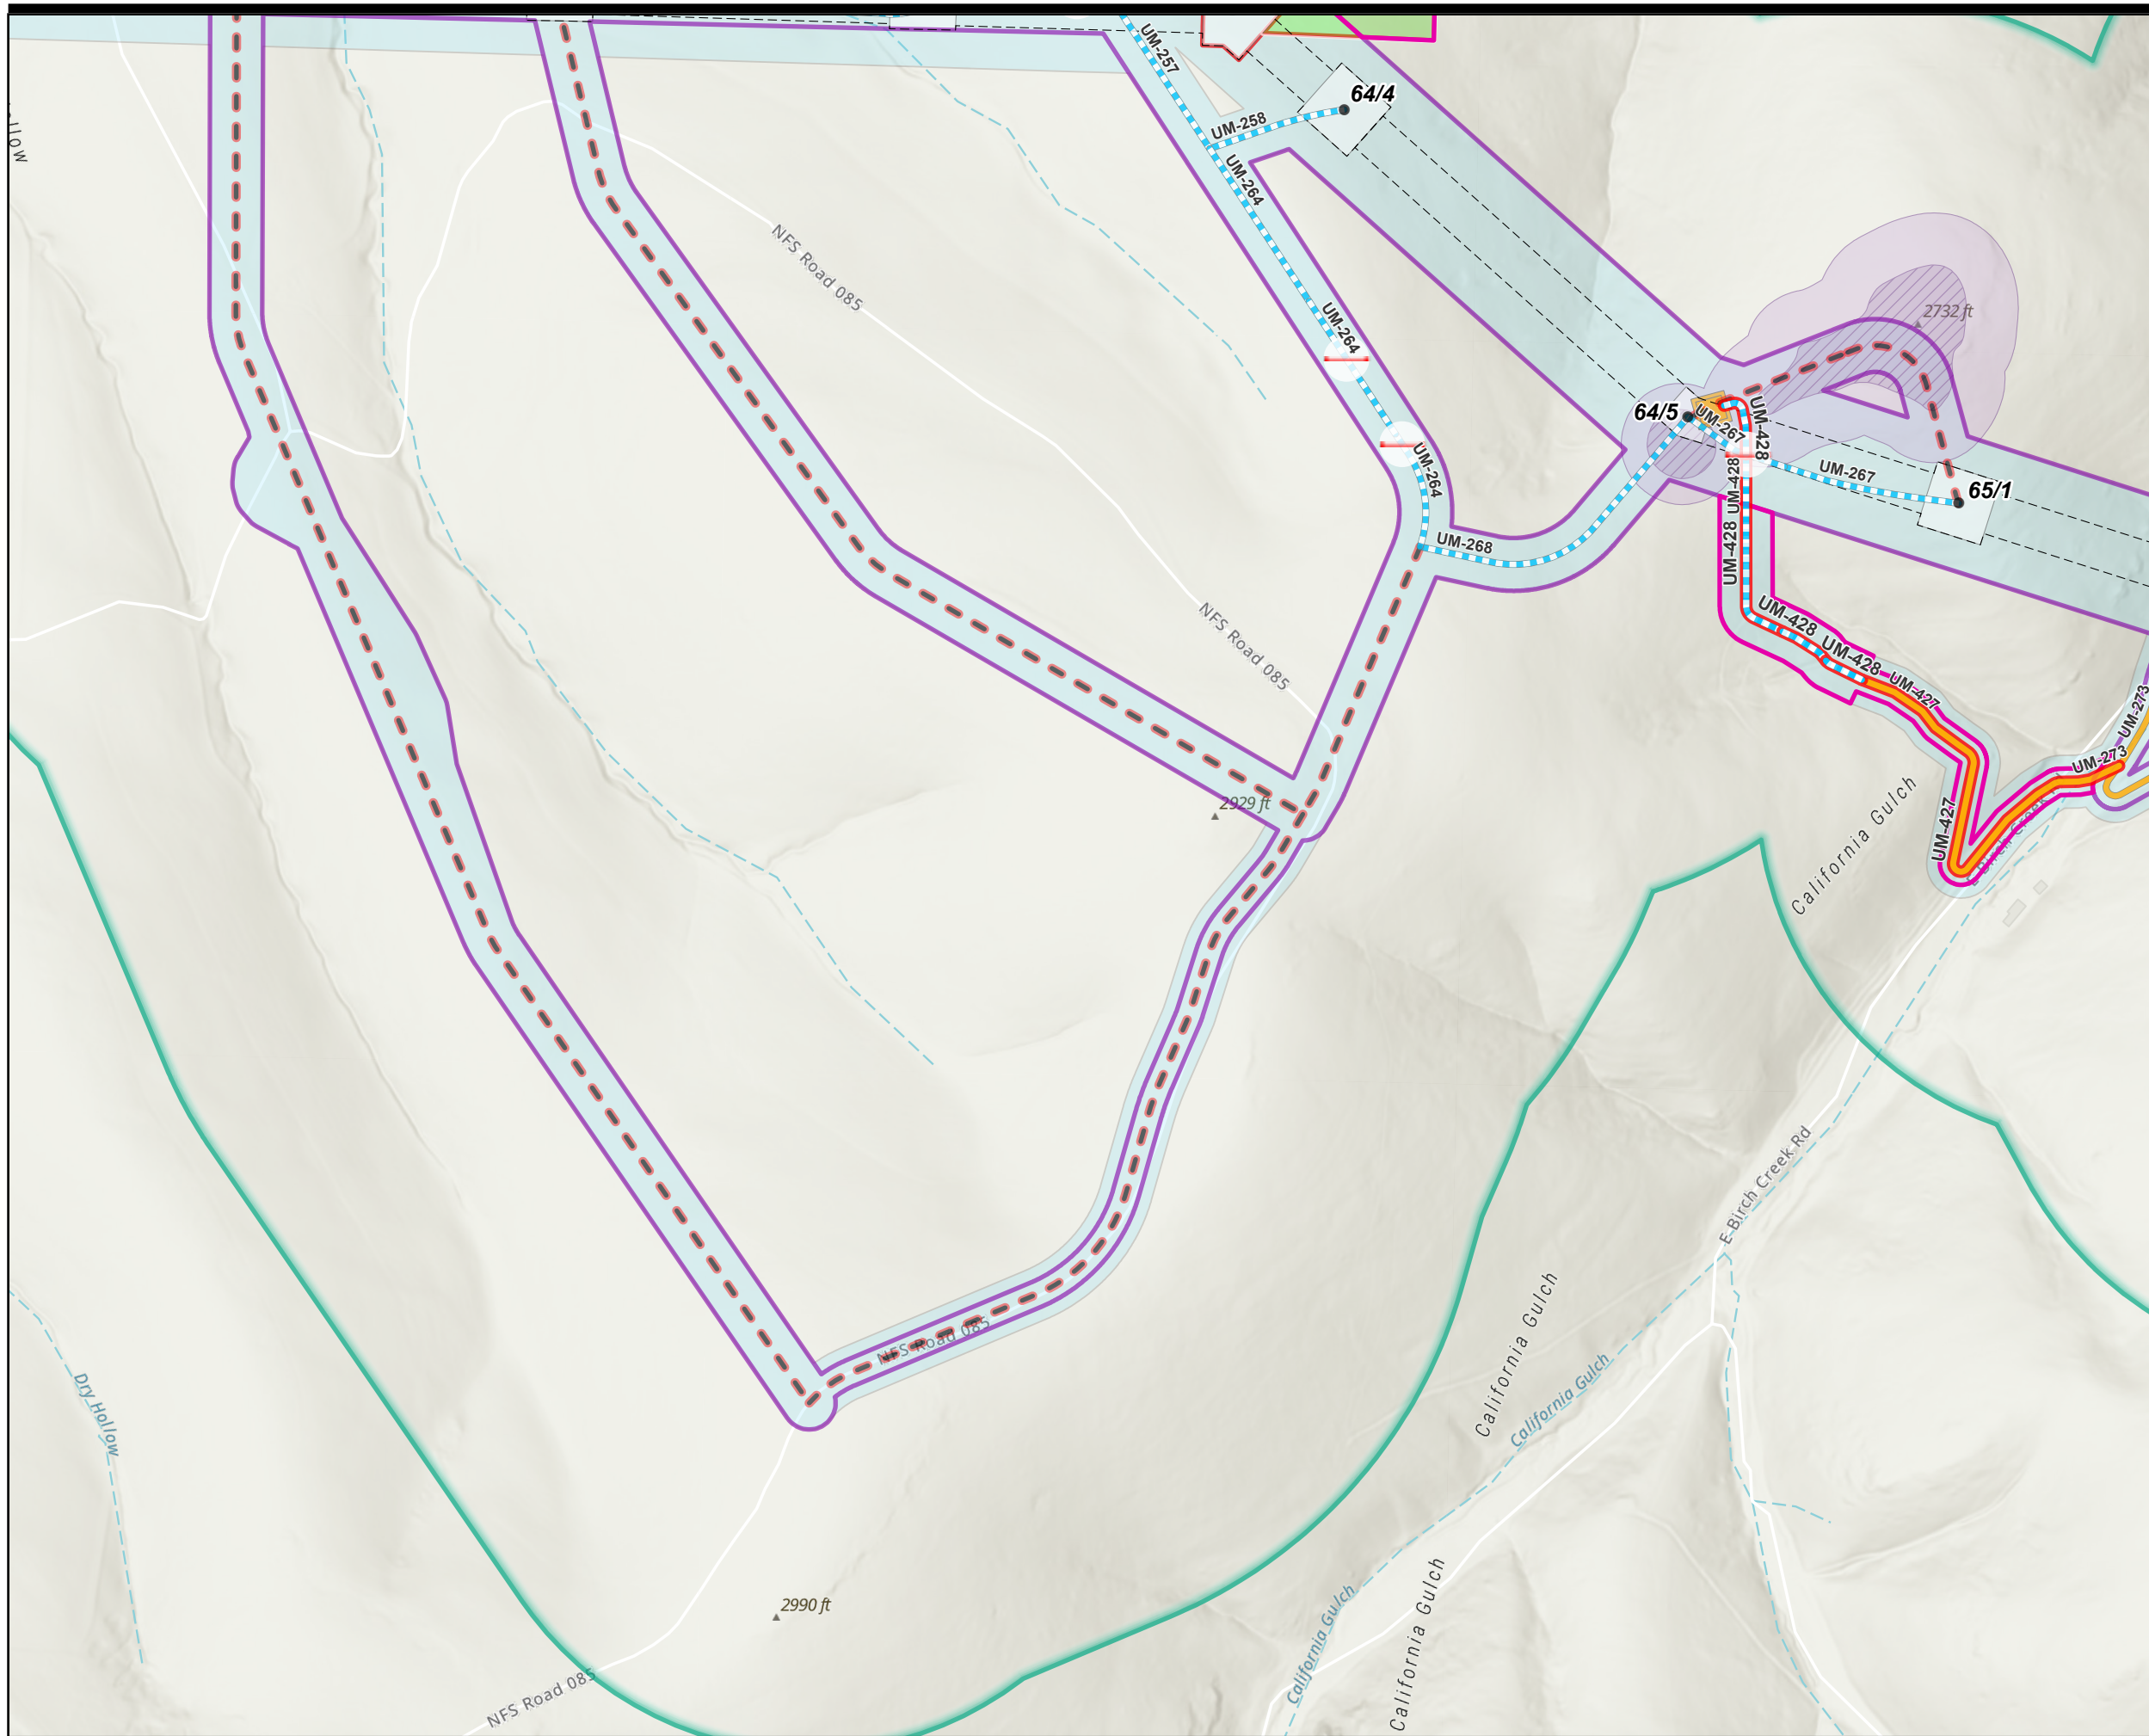 UM-257
64/4
UM-258
UM-264
NFS Road 085
UM-264
2732 ft
64/5
UM-267
UM-428
UM-264
UM-428
UM-267
65/1
UM-268
UM-428
NFS Road 085
UM-428
UM-428
UM-427
UM-273
UM-273
2929 ft
UM-427
California Gulch
E Birch Creek Rd
NFS Road 085
California Gulch
California Gulch
Dry Hollow
2990 ft
California Gulch
California Gulch
NFS Road 085